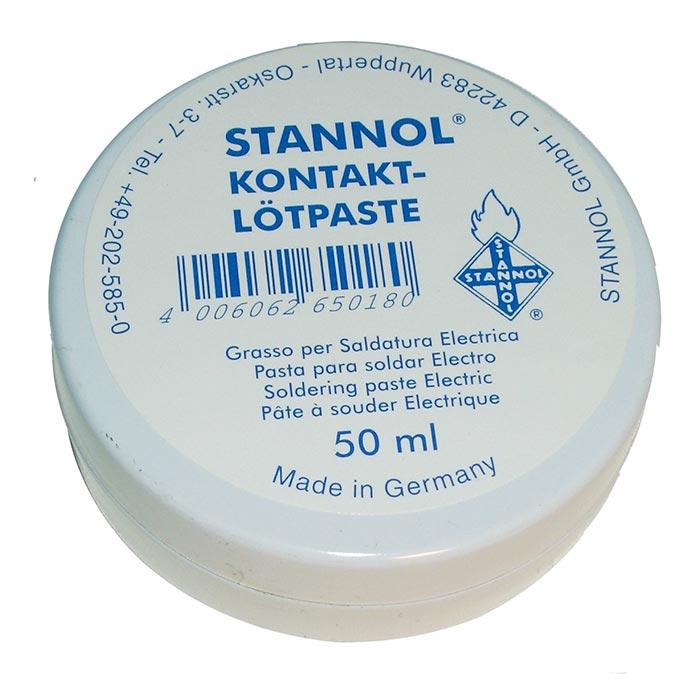 STANNOL®
KONTAKT-
LÖTPASTE
4 006062 650180
STANNOL
STANNOL
®
Grasso per Saldatura Electrica
Pasta para soldar Electro
Soldering paste Electric
Pâte à souder Electrique
50 ml
Made in Germany
STANNOL GmbH - D 42283 Wuppertal - Oskarstr. 3-7 - Tel. +49-202-585-0